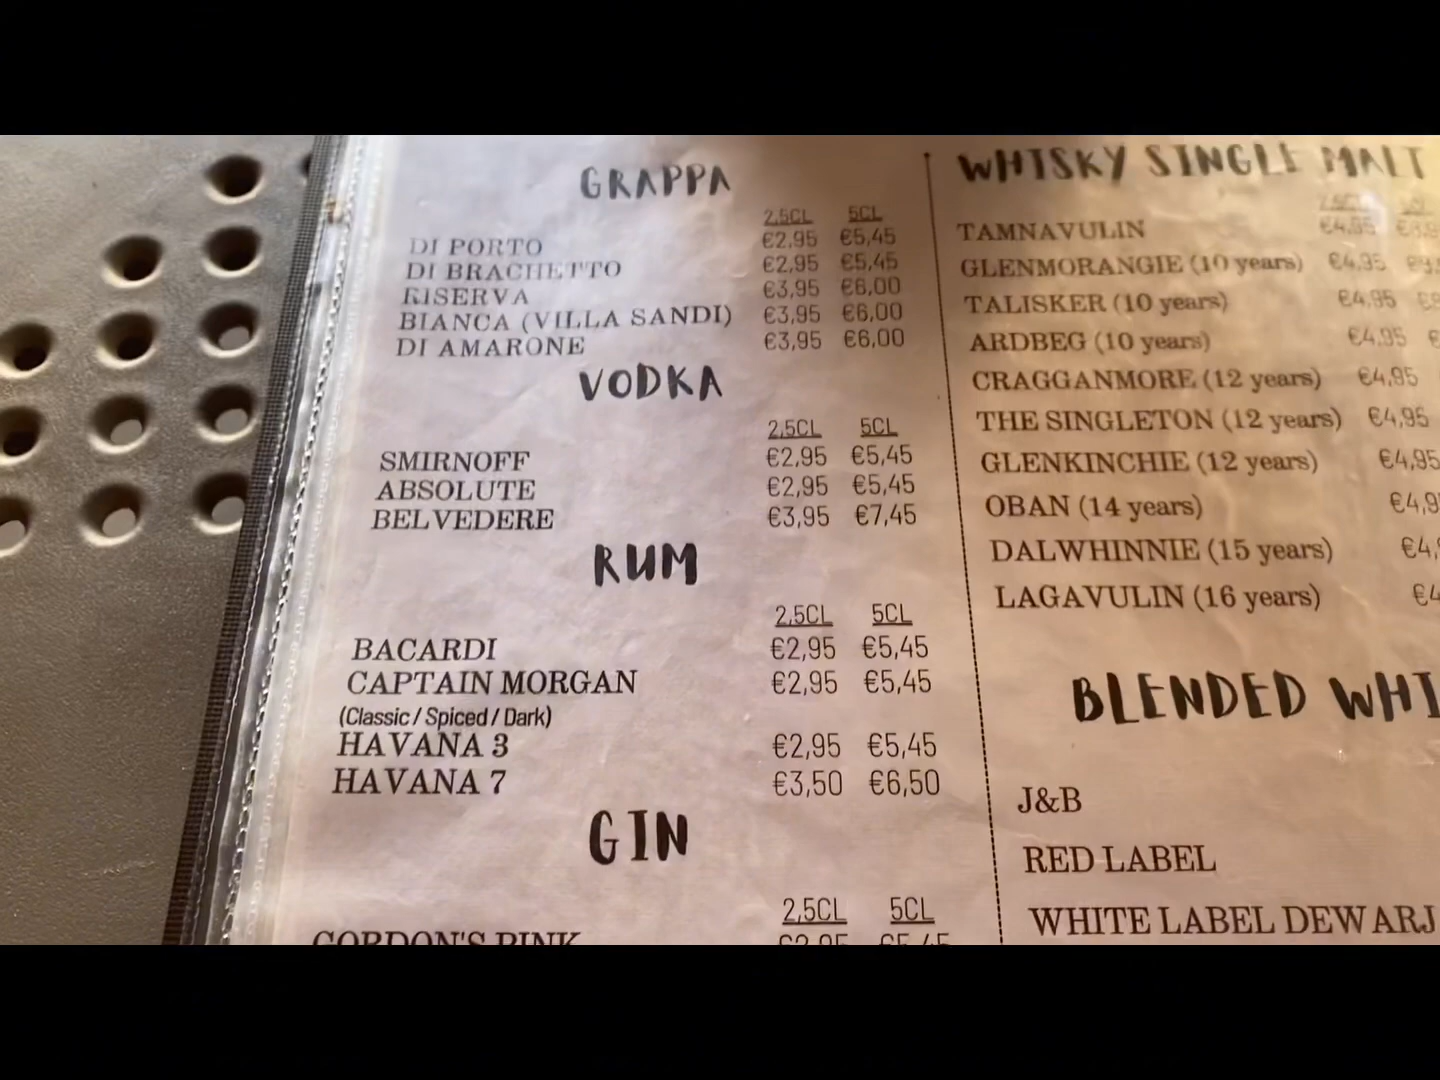 GRAPPA
2,5CL 5CL
DI PORTO €2,95 €5,45
DI BRACHETTO €2,95 €5,45
RISERVA €3,95 €6,00
BIANCA (VILLA SANDI) €3,95 €6,00
DI AMARONE €3,95 €6,00
VODKA
2,5CL 5CL
SMIRNOFF €2,95 €5,45
ABSOLUTE €2,95 €5,45
BELVEDERE €3,95 €7,45
RUM
2,5CL 5CL
BACARDI €2,95 €5,45
CAPTAIN MORGAN €2,95 €5,45
(Classic / Spiced / Dark)
HAVANA 3 €2,95 €5,45
HAVANA 7 €3,50 €6,50
GIN
2,5CL 5CL
GORDON'S PINK
WHISKY SINGLE MALT
TAMNAVULIN €4,95
GLENMORANGIE (10 years) €4,95
TALISKER (10 years) €4,95
ARDBEG (10 years) €4,95
CRAGGANMORE (12 years) €4,95
THE SINGLETON (12 years) €4,95
GLENKINCHIE (12 years) €4,95
OBAN (14 years)
DALWHINNIE (15 years)
LAGAVULIN (16 years)
BLENDED
J&B
RED LABEL
WHITE LABEL